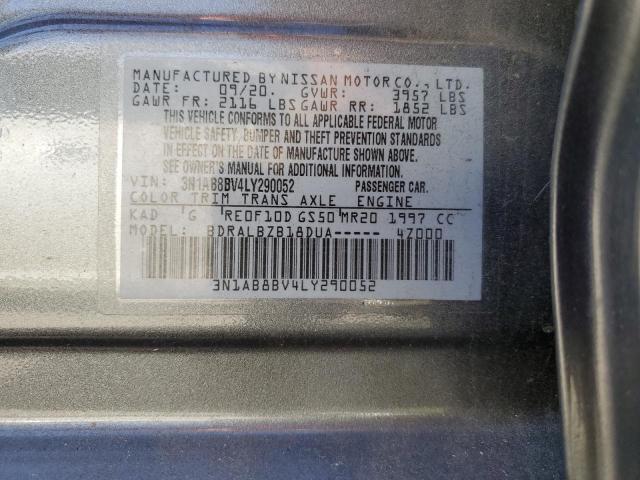 MANUFACTURED BY NISSAN MOTOR CO., LTD.
DATE: 09/20. GVWR: 3957 LBS
GAWR FR: 2116 LBS GAWR RR: 1852 LBS
THIS VEHICLE CONFORMS TO ALL APPLICABLE FEDERAL MOTOR
VEHICLE SAFETY, BUMPER AND THEFT PREVENTION STANDARDS
IN EFFECT ON THE DATE OF MANUFACTURE SHOWN ABOVE.
SEE OWNER'S MANUAL FOR ADDITIONAL INFORMATION.
VIN: 3N1AB8BV4LY290052 PASSENGER CAR.
COLOR TRIM TRANS AXLE ENGINE
KAD G RE0F10D GS50 MR20 1997 CC
MODEL: BDRALBZB18DUA----- 4Z000
3N1AB8BV4LY290052